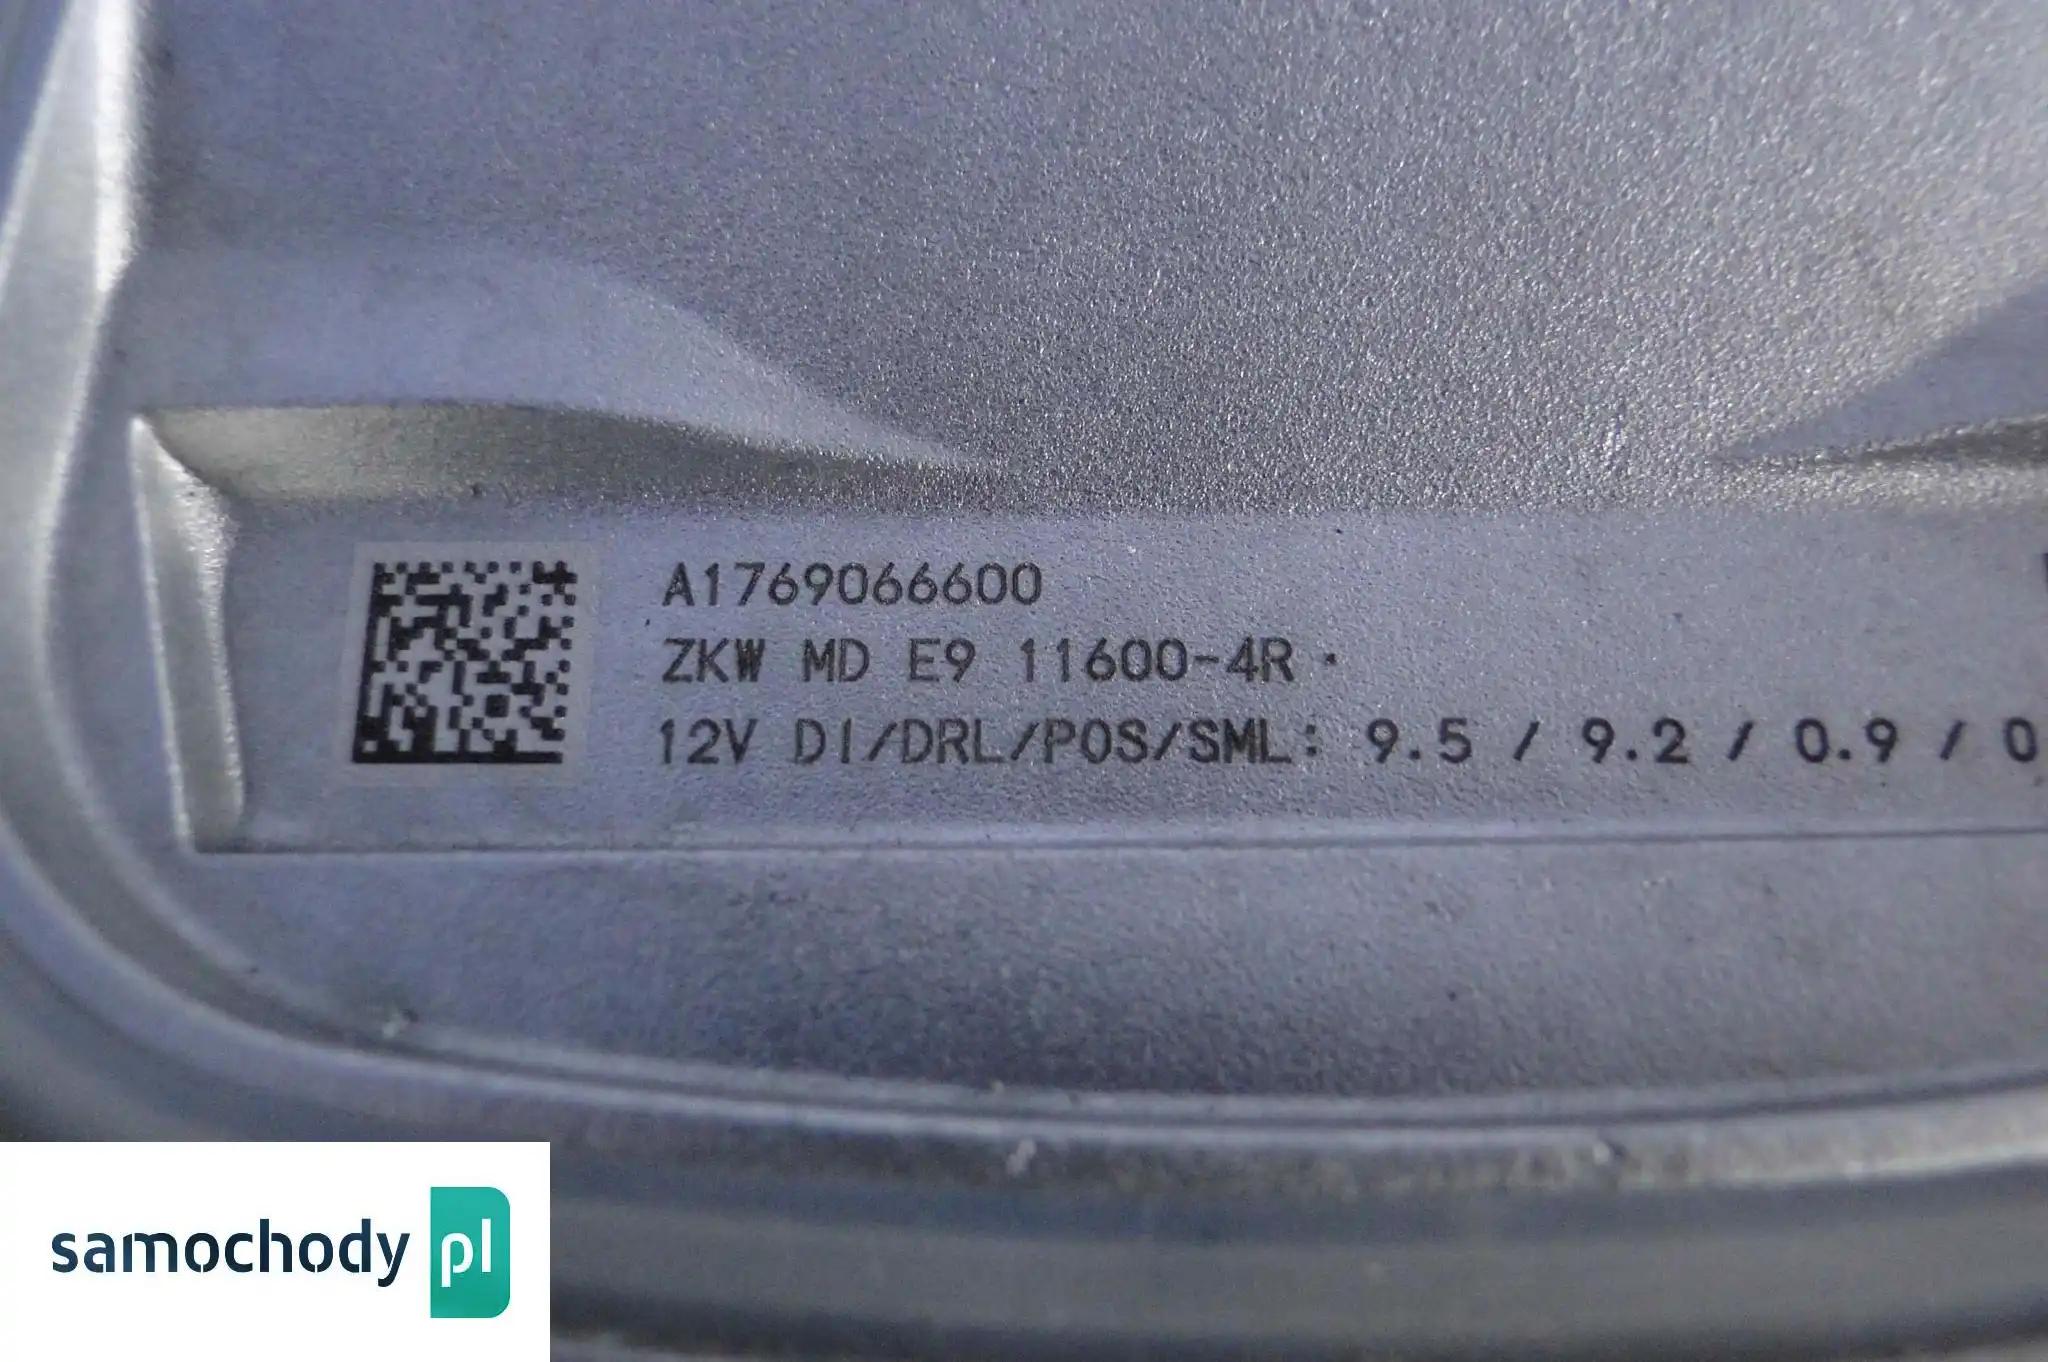 A1769066600
ZKW MD E9 11600-4R
12V DI/DRL/POS/SML: 9.5 / 9.2 / 0.9 / 0
samochody pl